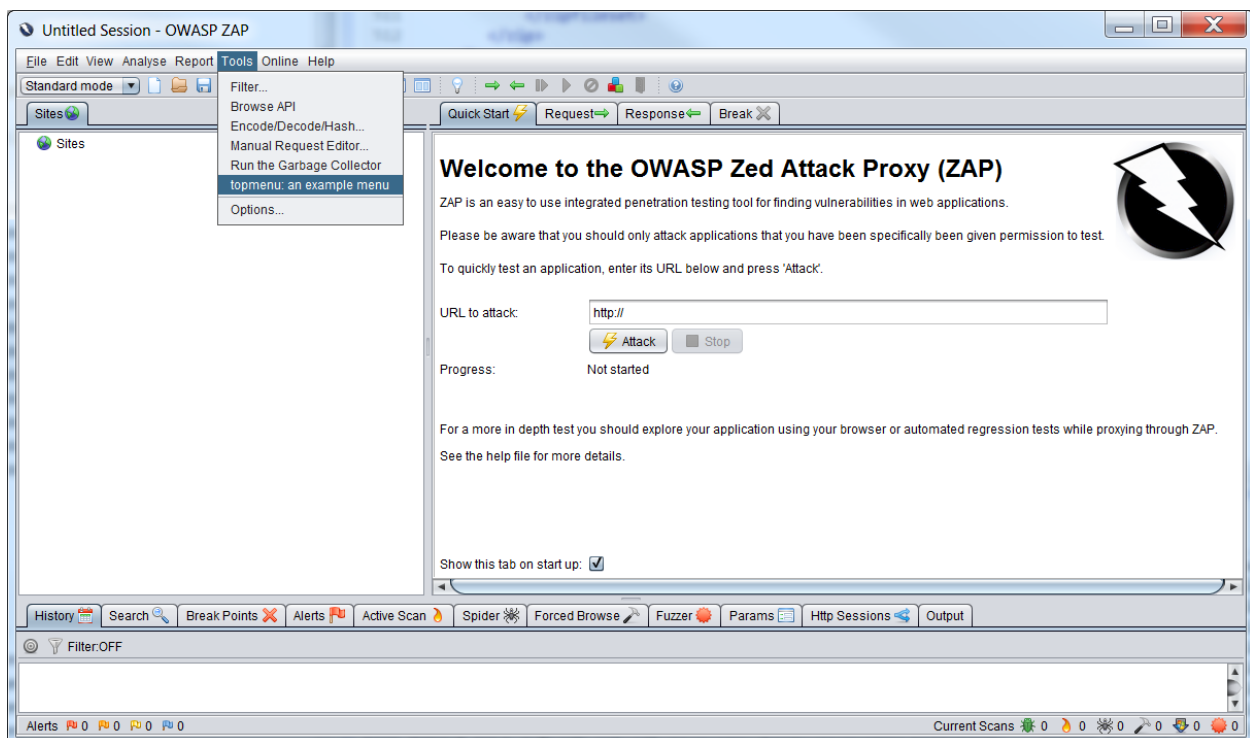 Untitled Session - OWASP ZAP
File Edit View Analyse Report Tools Online Help
Standard mode
Filter...
Browse API
Encode/Decode/Hash...
Manual Request Editor...
Run the Garbage Collector
topmenu: an example menu
Options...
Sites
Sites
Quick Start Request Response Break
Welcome to the OWASP Zed Attack Proxy (ZAP)
ZAP is an easy to use integrated penetration testing tool for finding vulnerabilities in web applications.
Please be aware that you should only attack applications that you have been specifically been given permission to test.
To quickly test an application, enter its URL below and press 'Attack'.
URL to attack: http://
Attack Stop
Progress: Not started
For a more in depth test you should explore your application using your browser or automated regression tests while proxying through ZAP.
See the help file for more details.
Show this tab on start up:
History Search Break Points Alerts Active Scan Spider Forced Browse Fuzzer Params Http Sessions Output
Filter:OFF
Alerts 0 0 0 0 Current Scans 0 0 0 0 0 0